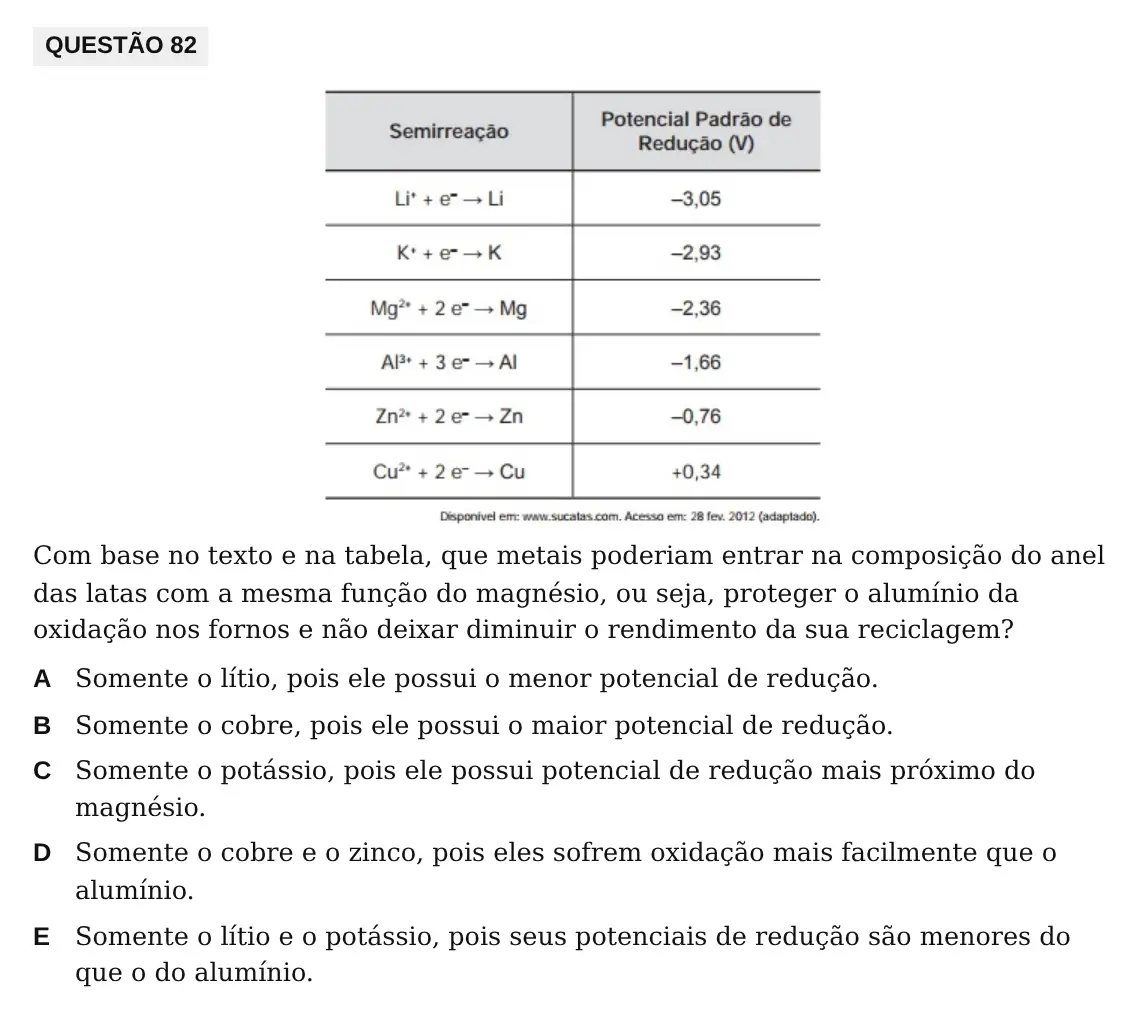 QUESTÃO 82
Semirreação
Potencial Padrão de
Redução (V)
Li⁺ + e⁻ → Li
–3,05
K⁺ + e⁻ → K
–2,93
Mg²⁺ + 2 e⁻ → Mg
–2,36
Al³⁺ + 3 e⁻ → Al
–1,66
Zn²⁺ + 2 e⁻ → Zn
–0,76
Cu²⁺ + 2 e⁻ → Cu
+0,34
Disponível em: www.sucatas.com. Acesso em: 28 fev. 2012 (adaptado).
Com base no texto e na tabela, que metais poderiam entrar na composição do anel
das latas com a mesma função do magnésio, ou seja, proteger o alumínio da
oxidação nos fornos e não deixar diminuir o rendimento da sua reciclagem?
A Somente o lítio, pois ele possui o menor potencial de redução.
B Somente o cobre, pois ele possui o maior potencial de redução.
C Somente o potássio, pois ele possui potencial de redução mais próximo do
magnésio.
D Somente o cobre e o zinco, pois eles sofrem oxidação mais facilmente que o
alumínio.
E Somente o lítio e o potássio, pois seus potenciais de redução são menores do
que o do alumínio.